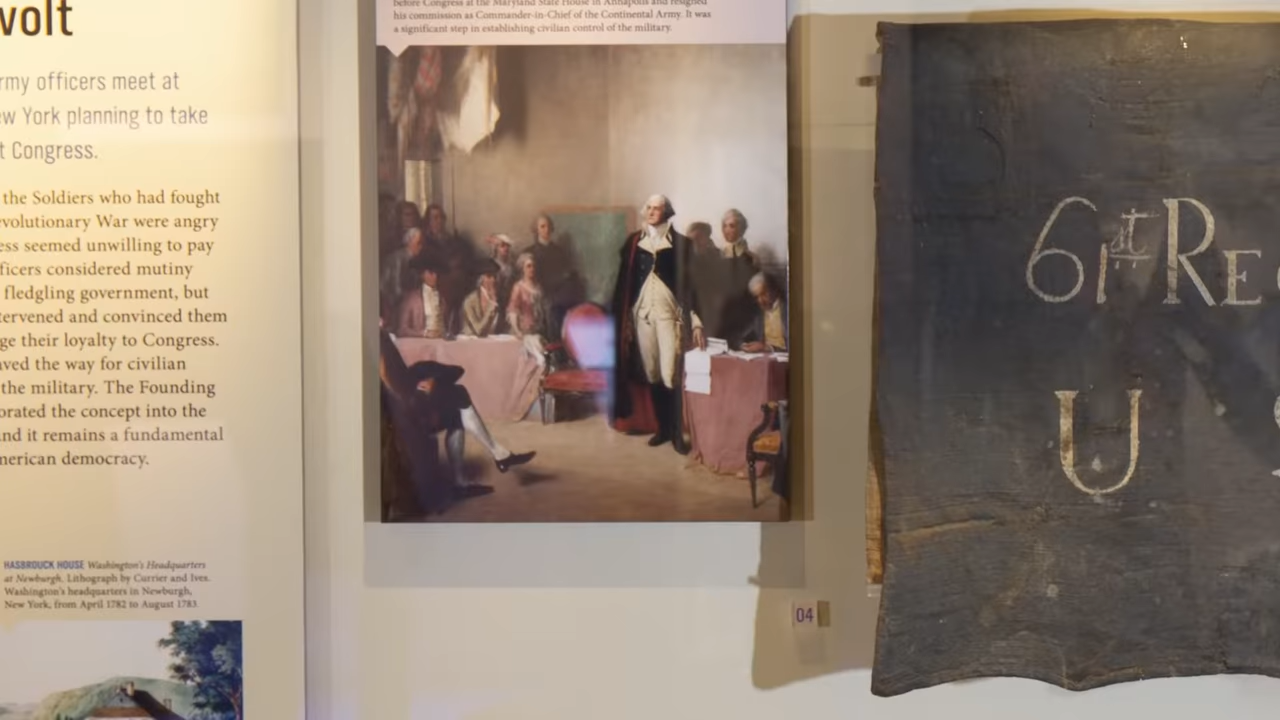 volt
rmy officers meet at
ew York planning to take
t Congress.
the Soldiers who had fought
evolutionary War were angry
ess seemed unwilling to pay
fficers considered mutiny
fledgling government, but
tervened and convinced them
ge their loyalty to Congress.
aved the way for civilian
the military. The Founding
orated the concept into the
nd it remains a fundamental
merican democracy.
HASBROUCK HOUSE Washington's Headquarters
at Newburgh. Lithograph by Currier and Ives.
Washington's headquarters in Newburgh,
New York, from April 1782 to August 1783.
before Congress at the Maryland State House in Annapolis and resigned
his commission as Commander-in-Chief of the Continental Army. It was
a significant step in establishing civilian control of the military.
04
61st RE
U